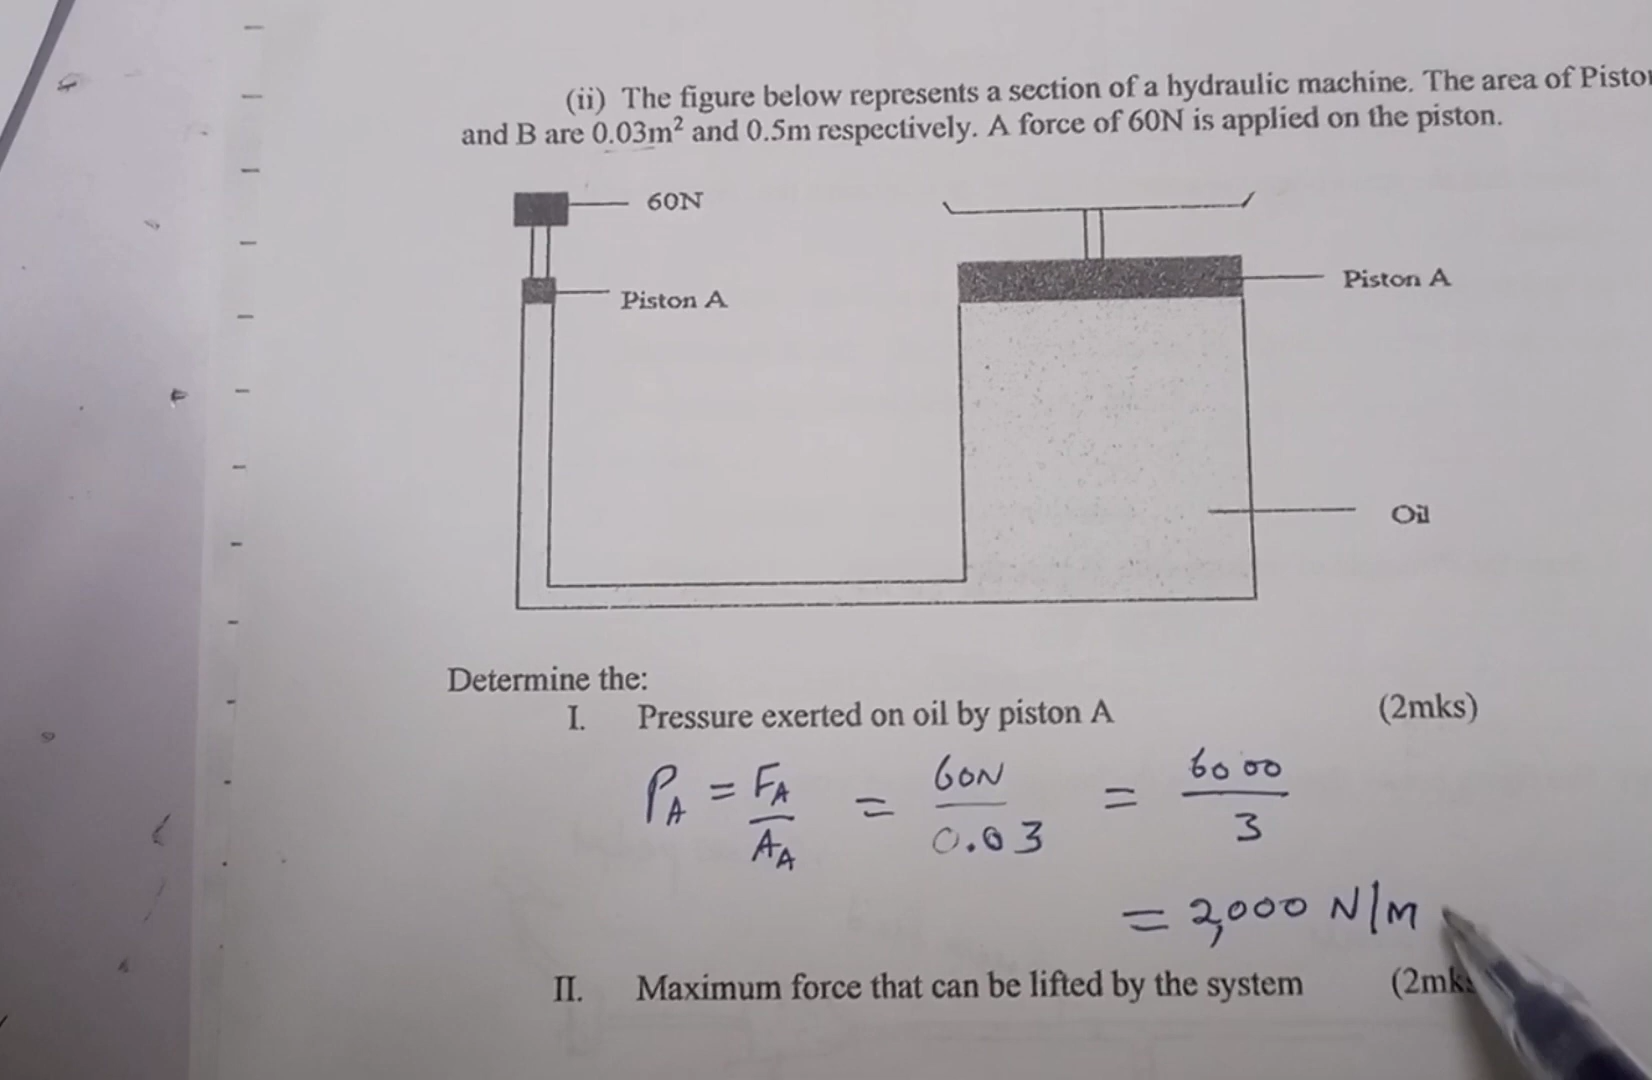 (ii) The figure below represents a section of a hydraulic machine. The area of Piston
and B are 0.03m² and 0.5m respectively. A force of 60N is applied on the piston.
60N
Piston A
Piston A
Oil
Determine the:
I. Pressure exerted on oil by piston A (2mks)
P_A = F_A/A_A = 60N/0.03 = 6000/3
= 2,000 N/M
II. Maximum force that can be lifted by the system (2mks